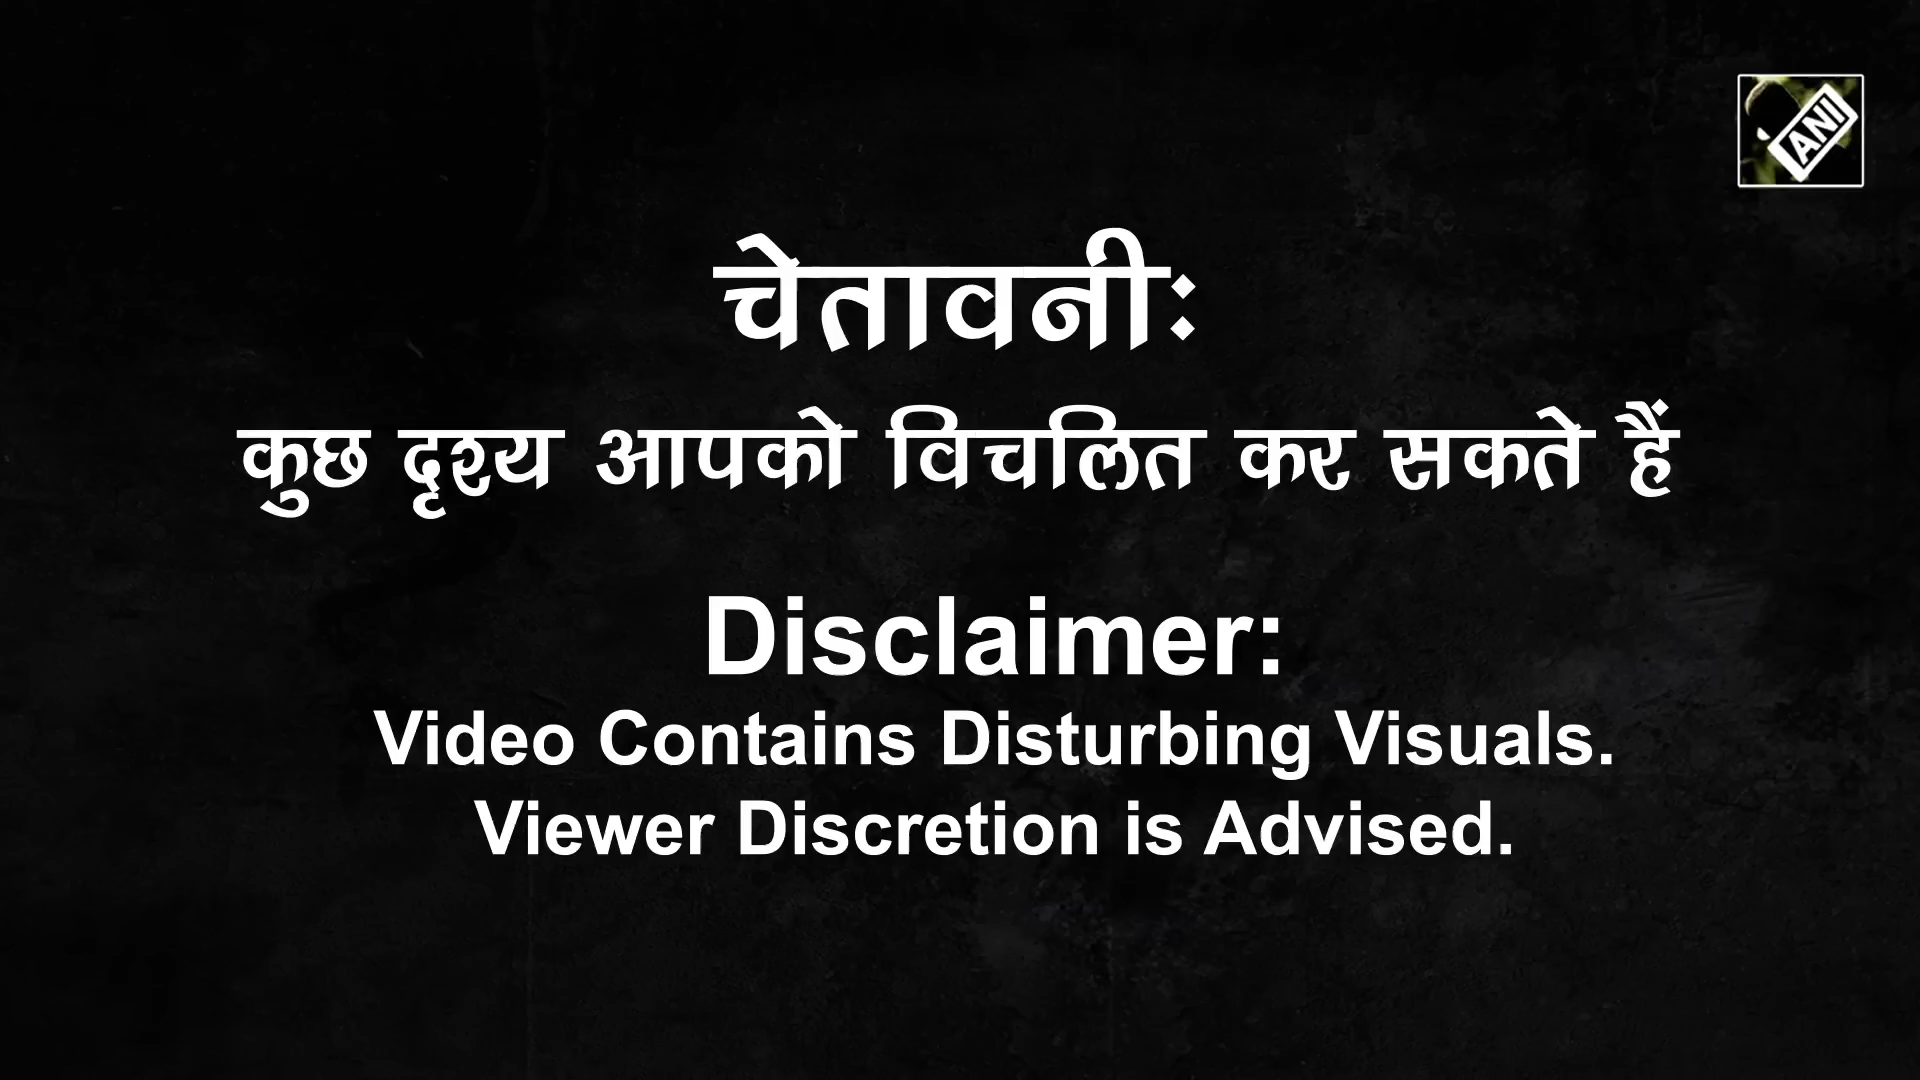 ANI
चेतावनीः
कुछ दृश्य आपको विचलित कर सकते हैं
Disclaimer:
Video Contains Disturbing Visuals.
Viewer Discretion is Advised.